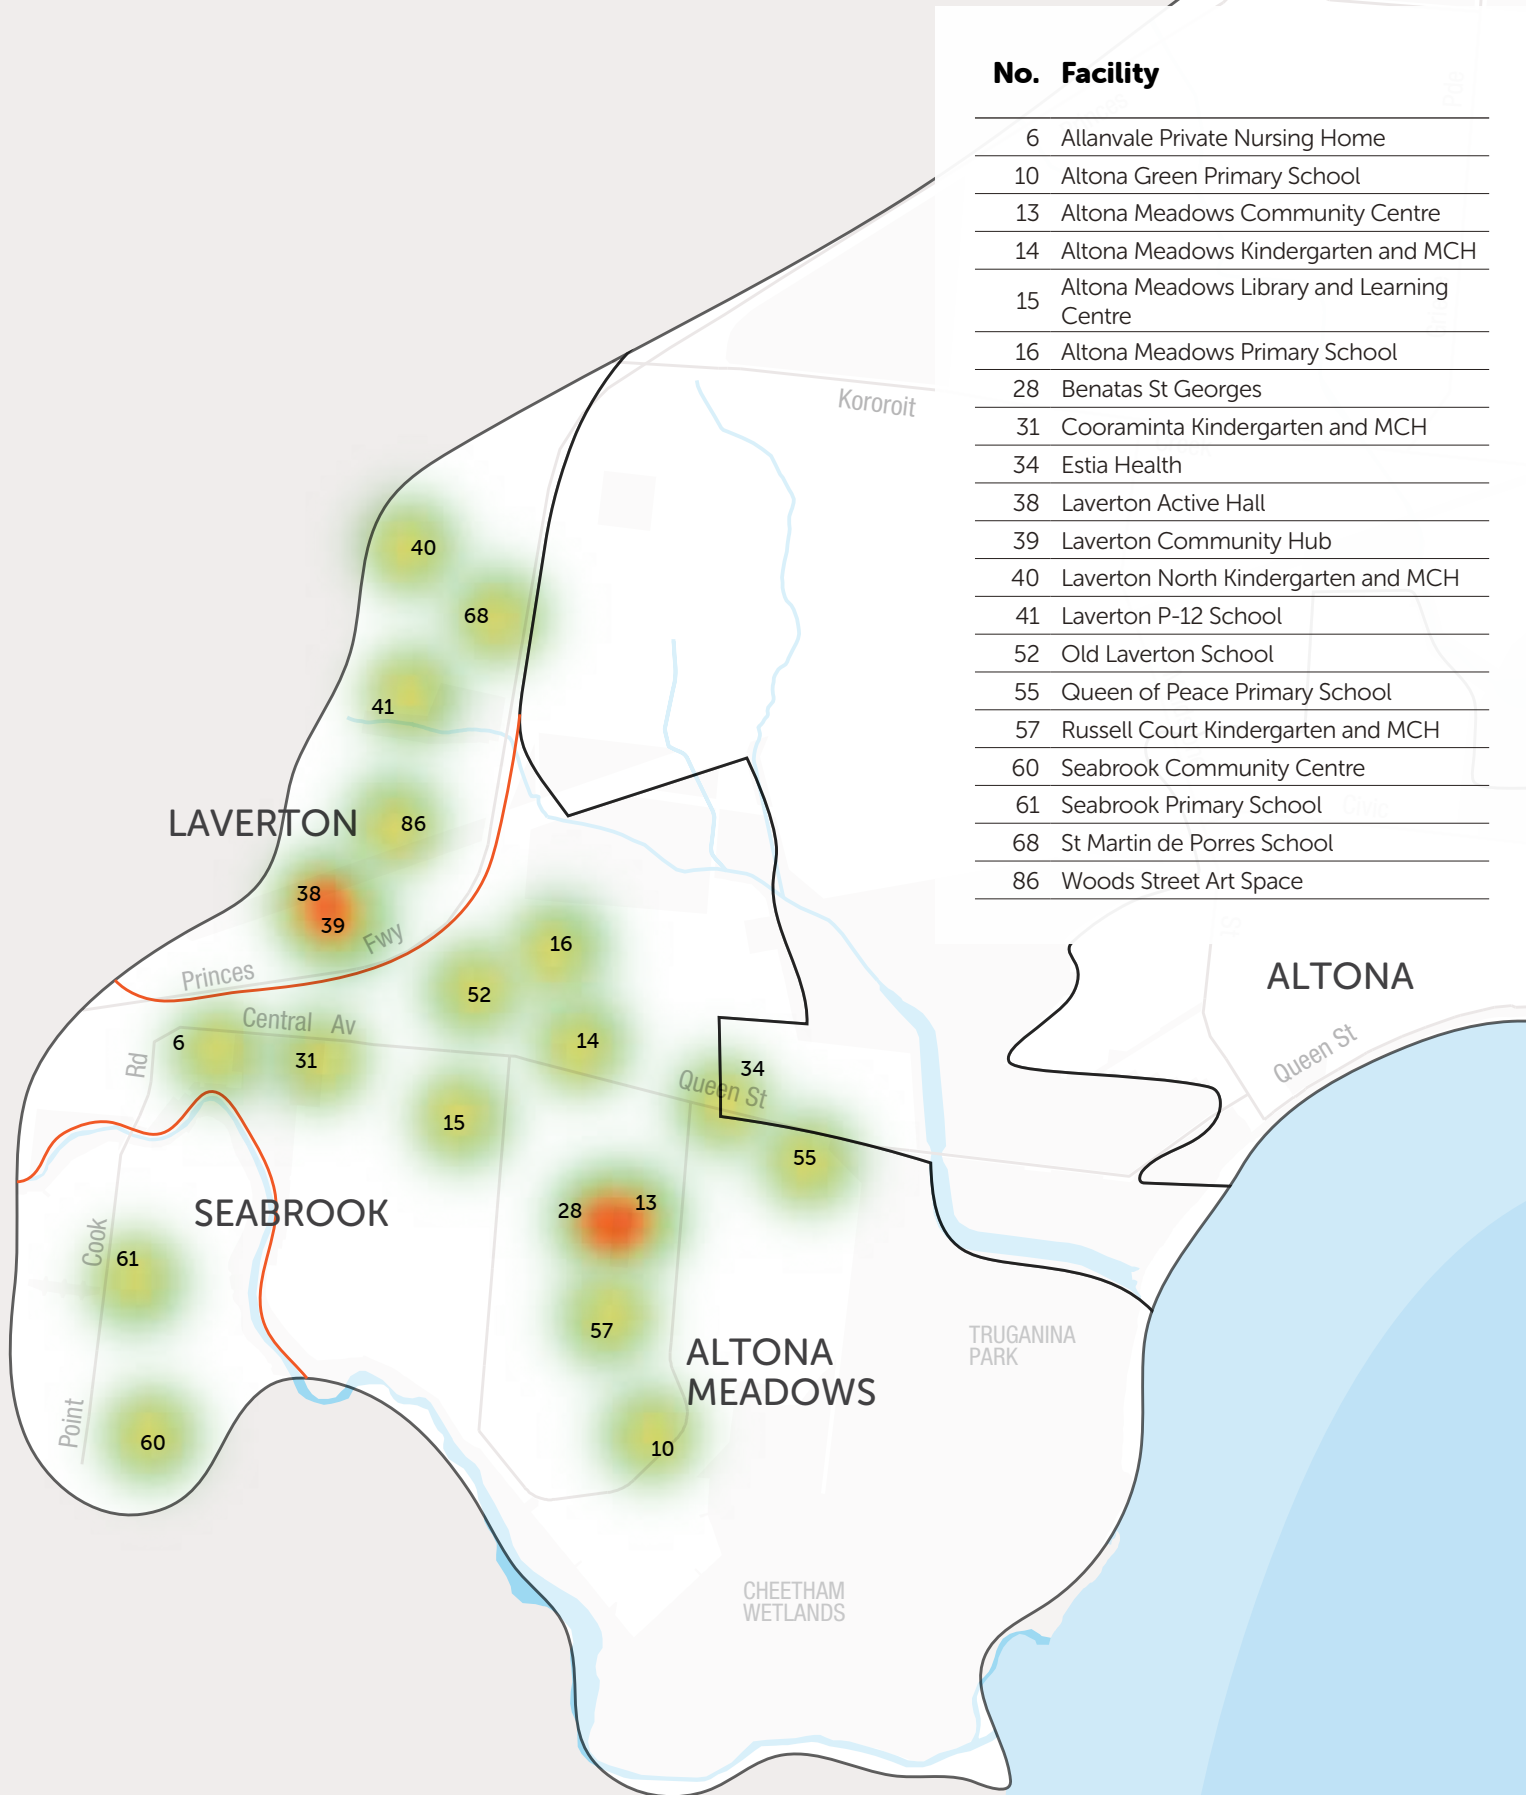 No. Facility
6 Allanvale Private Nursing Home
10 Altona Green Primary School
13 Altona Meadows Community Centre
14 Altona Meadows Kindergarten and MCH
15 Altona Meadows Library and Learning
Centre
16 Altona Meadows Primary School
28 Benatas St Georges
31 Cooraminta Kindergarten and MCH
34 Estia Health
38 Laverton Active Hall
39 Laverton Community Hub
40 Laverton North Kindergarten and MCH
41 Laverton P-12 School
52 Old Laverton School
55 Queen of Peace Primary School
57 Russell Court Kindergarten and MCH
60 Seabrook Community Centre
61 Seabrook Primary School
68 St Martin de Porres School
86 Woods Street Art Space
Kororoit
40
68
41
LAVERTON
86
38
39
Fwy
Princes
16
52
ALTONA
Central Av
6
31
Rd
14
34
Queen St
Queen St
15
55
28
13
SEABROOK
Cook
61
57
ALTONA
MEADOWS
TRUGANINA
PARK
Point
60
10
CHEETHAM
WETLANDS
Civic
Pde